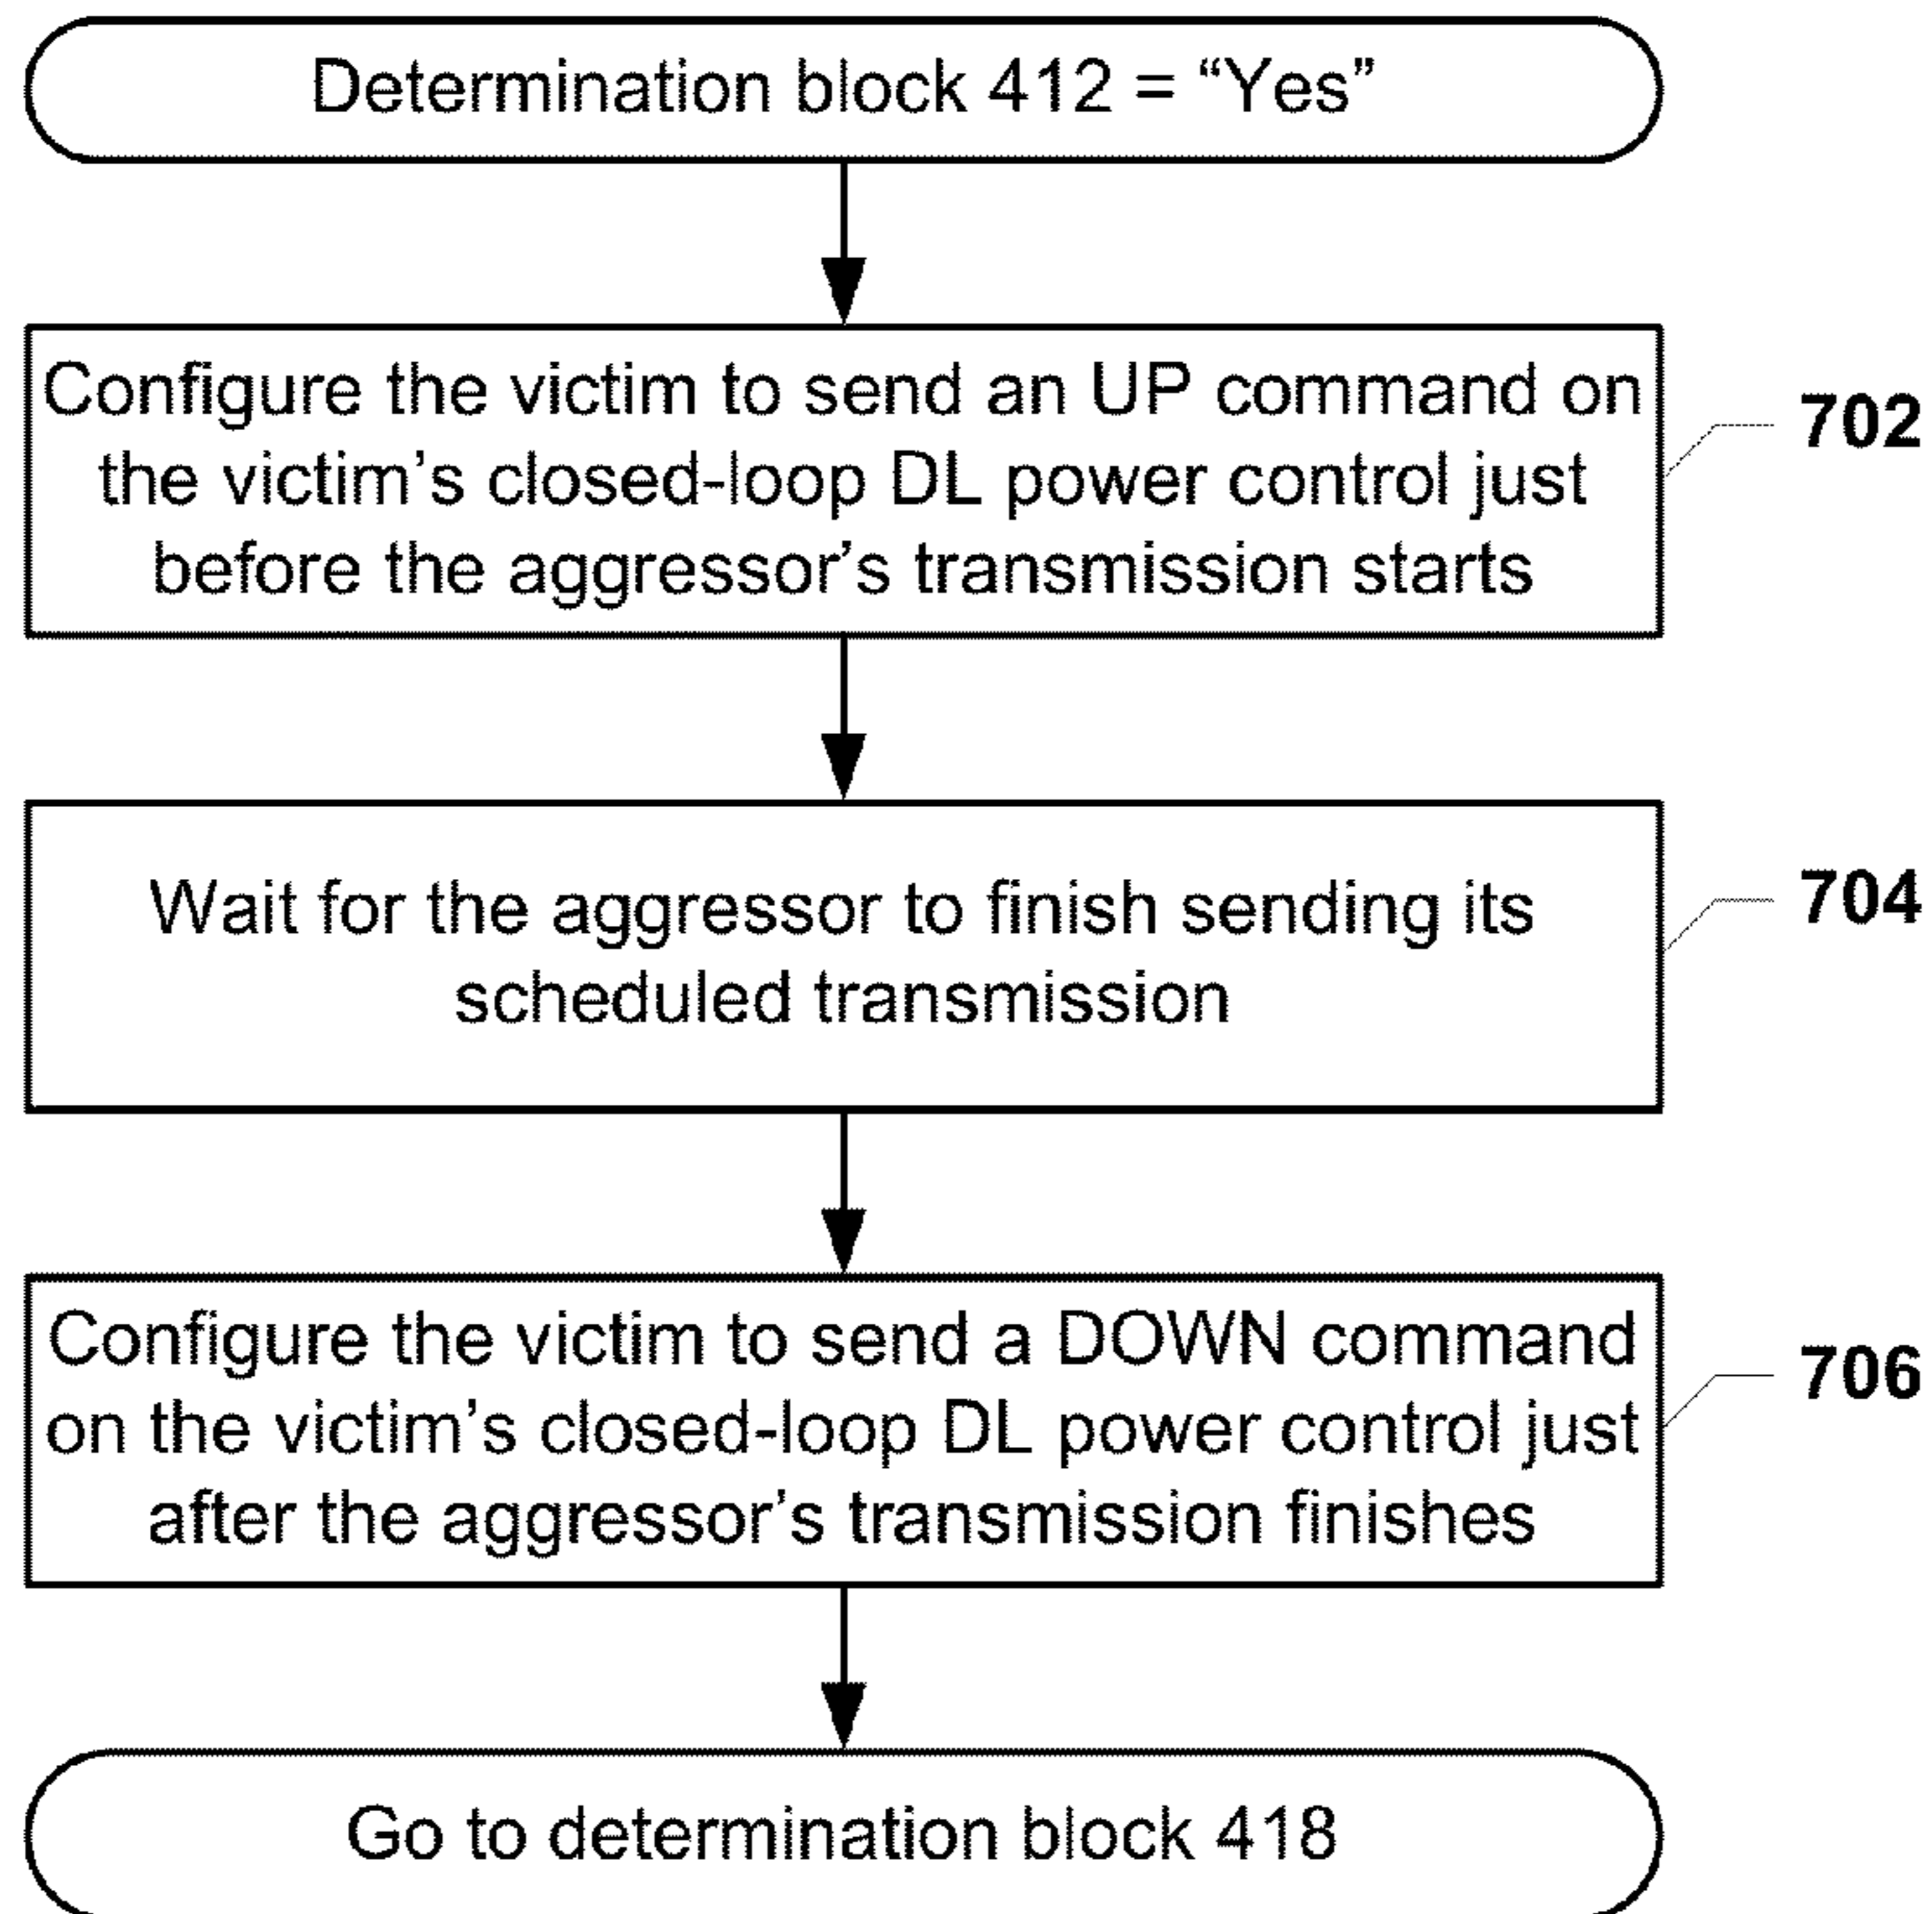 Determination block 412 = “Yes”
Configure the victim to send an UP command on
the victim’s closed-loop DL power control just
before the aggressor’s transmission starts
702
Wait for the aggressor to finish sending its
scheduled transmission
704
Configure the victim to send a DOWN command
on the victim’s closed-loop DL power control just
after the aggressor’s transmission finishes
706
Go to determination block 418